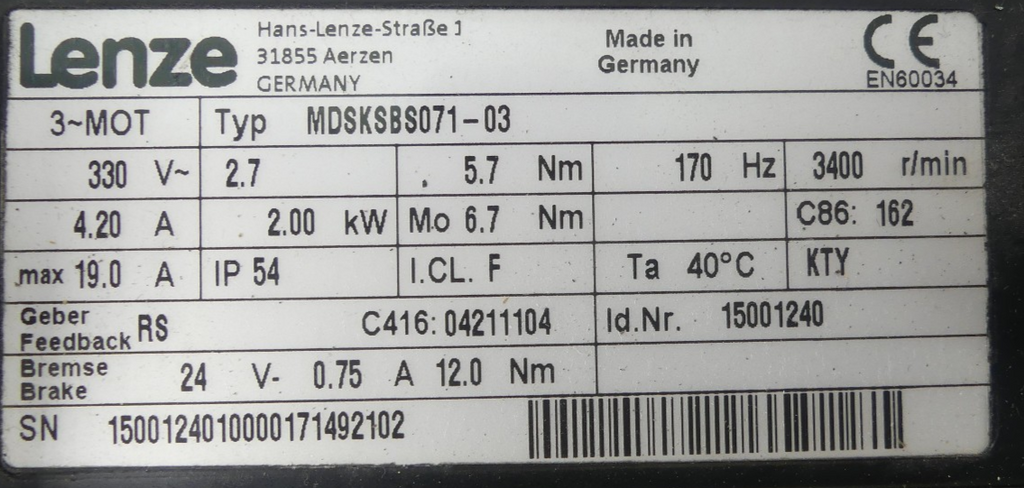 Lenze
Hans-Lenze-Straße 1
31855 Aerzen
GERMANY
Made in
Germany
CE
EN60034
3~MOT Typ MDSKSBS071-03
330 V~ 2.7 5.7 Nm 170 Hz 3400 r/min
4.20 A 2.00 kW Mo 6.7 Nm C86: 162
max 19.0 A IP 54 I.CL. F Ta 40°C KTY
Geber
Feedback RS C416: 04211104 Id.Nr. 15001240
Bremse
Brake 24 V- 0.75 A 12.0 Nm
SN 1500124010000171492102